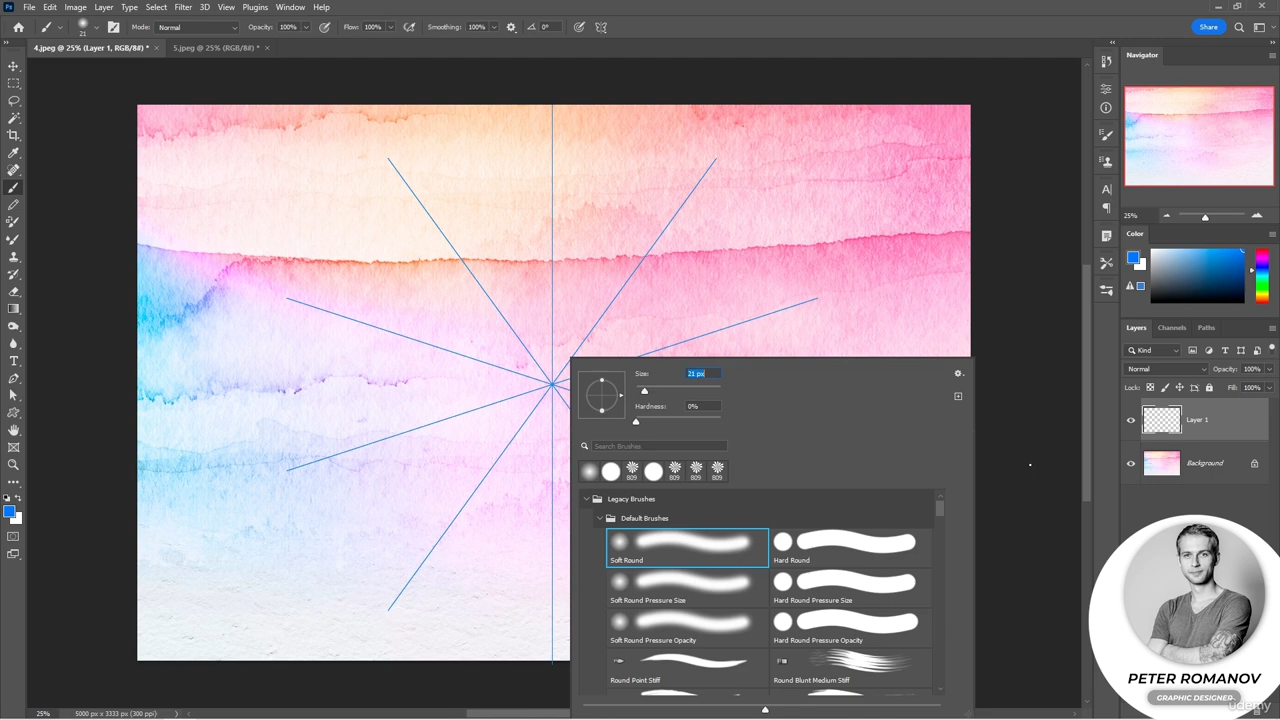 Ps File Edit Image Layer Type Select Filter 3D View Plugins Window Help
21 Mode: Normal Opacity: 100% Flow: 100% Smoothing: 100% 0° Share
4.jpeg @ 25% (Layer 1, RGB/8#) * × 5.jpeg @ 25% (RGB/8#) * ×
Navigator
25%
Color
Layers Channels Paths
Kind
Normal Opacity: 100%
Lock: Fill: 100%
Layer 1
Background
Size: 21 px
Hardness: 0%
Search Brushes
809 809 809 809
Legacy Brushes
Default Brushes
Soft Round Hard Round
Soft Round Pressure Size Hard Round Pressure Size
Soft Round Pressure Opacity Hard Round Pressure Opacity
Round Point Stiff Round Blunt Medium Stiff
PETER ROMANOV
GRAPHIC DESIGNER
udemy
25% 5000 px x 3333 px (300 ppi)